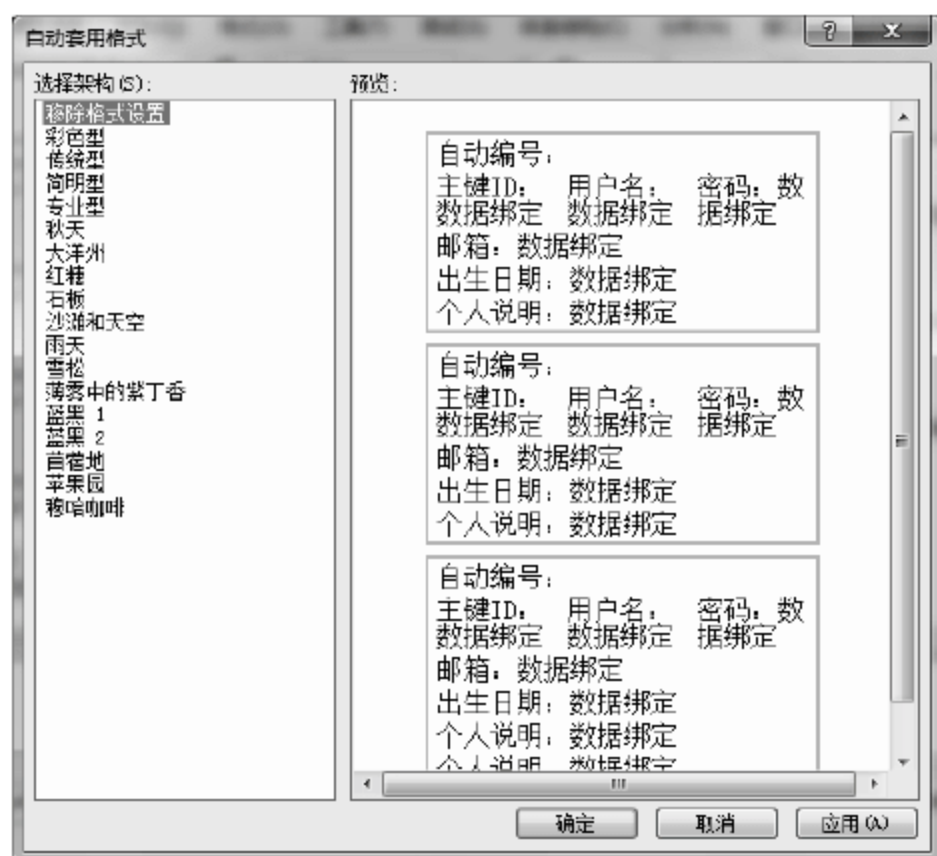 自动套用格式
选择架构(S):
移除格式设置
彩色型
传统型
简明型
专业型
秋天
大洋州
红糖
石板
沙滩和天空
雨天
雪松
薄雾中的紫丁香
蓝黑 1
蓝黑 2
苜蓿地
苹果园
穆哈咖啡
预览:
自动编号:
主键ID: 用户名: 密码:数
数据绑定 数据绑定 据绑定
邮箱:数据绑定
出生日期:数据绑定
个人说明:数据绑定
自动编号:
主键ID: 用户名: 密码:数
数据绑定 数据绑定 据绑定
邮箱:数据绑定
出生日期:数据绑定
个人说明:数据绑定
自动编号:
主键ID: 用户名: 密码:数
数据绑定 数据绑定 据绑定
邮箱:数据绑定
出生日期:数据绑定
个人说明:数据绑定
个人说明:数据绑定
确定 取消 应用(A)